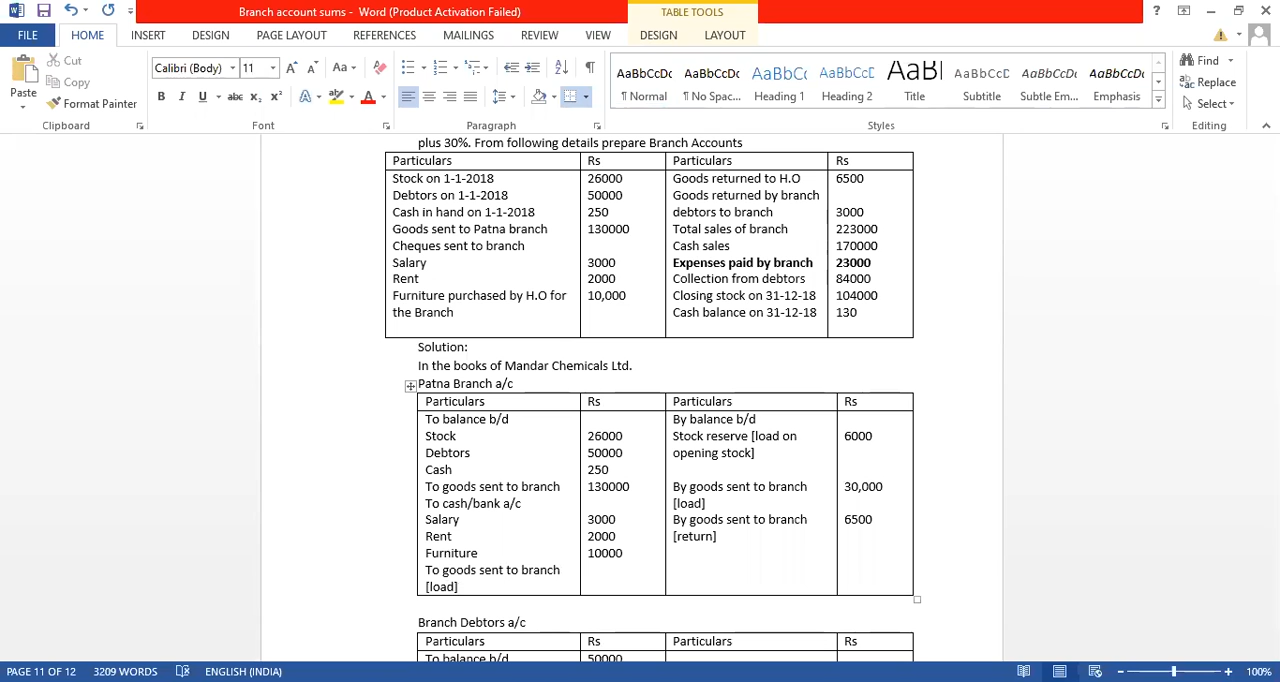 Branch account sums - Word (Product Activation Failed)
TABLE TOOLS
FILE
HOME
INSERT
DESIGN
PAGE LAYOUT
REFERENCES
MAILINGS
REVIEW
VIEW
DESIGN
LAYOUT
Paste
Cut
Copy
Format Painter
Clipboard
Calibri (Body)
11
Font
Paragraph
AaBbCcDc
¶ Normal
AaBbCcDc
¶ No Spac...
AaBbCc
Heading 1
AaBbCcC
Heading 2
AaB
Title
AaBbCcD
Subtitle
AaBbCcDc
Subtle Em...
AaBbCcDc
Emphasis
Styles
Find
Replace
Select
Editing
plus 30%. From following details prepare Branch Accounts
Particulars Rs Particulars Rs
Stock on 1-1-2018 26000 Goods returned to H.O 6500
Debtors on 1-1-2018 50000 Goods returned by branch
Cash in hand on 1-1-2018 250 debtors to branch 3000
Goods sent to Patna branch 130000 Total sales of branch 223000
Cheques sent to branch Cash sales 170000
Salary 3000 Expenses paid by branch 23000
Rent 2000 Collection from debtors 84000
Furniture purchased by H.O for 10,000 Closing stock on 31-12-18 104000
the Branch Cash balance on 31-12-18 130
Solution:
In the books of Mandar Chemicals Ltd.
Patna Branch a/c
Particulars Rs Particulars Rs
To balance b/d By balance b/d
Stock 26000 Stock reserve [load on 6000
Debtors 50000 opening stock]
Cash 250
To goods sent to branch 130000 By goods sent to branch 30,000
To cash/bank a/c [load]
Salary 3000 By goods sent to branch 6500
Rent 2000 [return]
Furniture 10000
To goods sent to branch
[load]
Branch Debtors a/c
Particulars Rs Particulars Rs
To balance b/d 50000
PAGE 11 OF 12
3209 WORDS
ENGLISH (INDIA)
100%